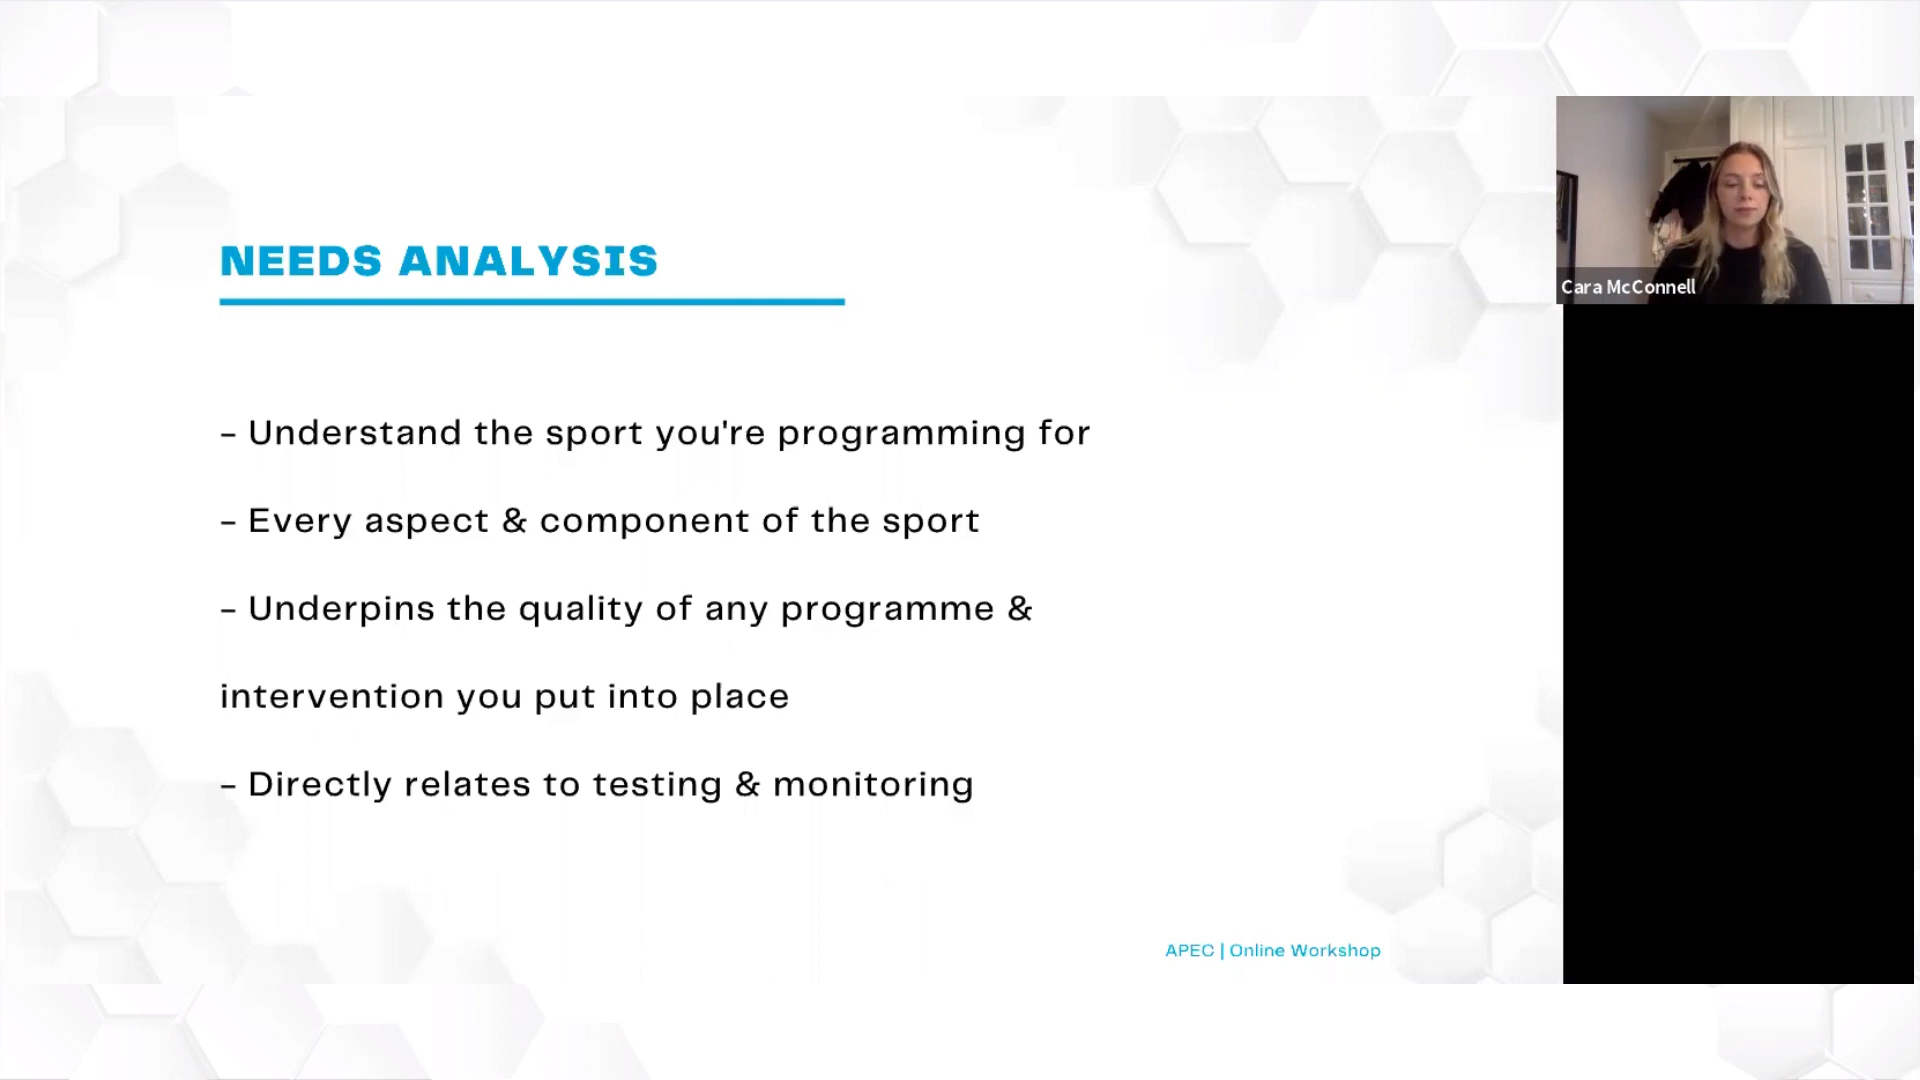 NEEDS ANALYSIS
– Understand the sport you're programming for
– Every aspect & component of the sport
– Underpins the quality of any programme &
intervention you put into place
– Directly relates to testing & monitoring
APEC | Online Workshop
Cara McConnell